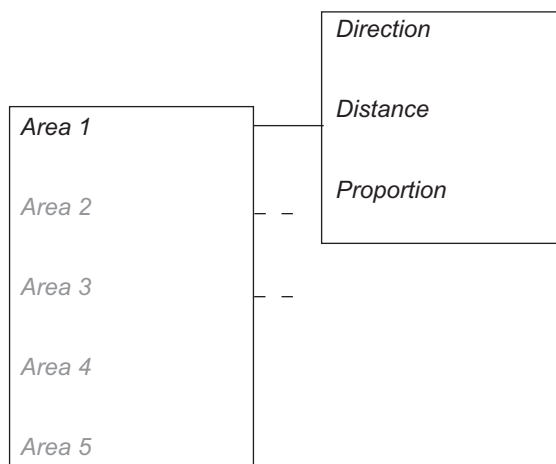 Direction
Distance
Proportion
Area 1
Area 2
Area 3
Area 4
Area 5